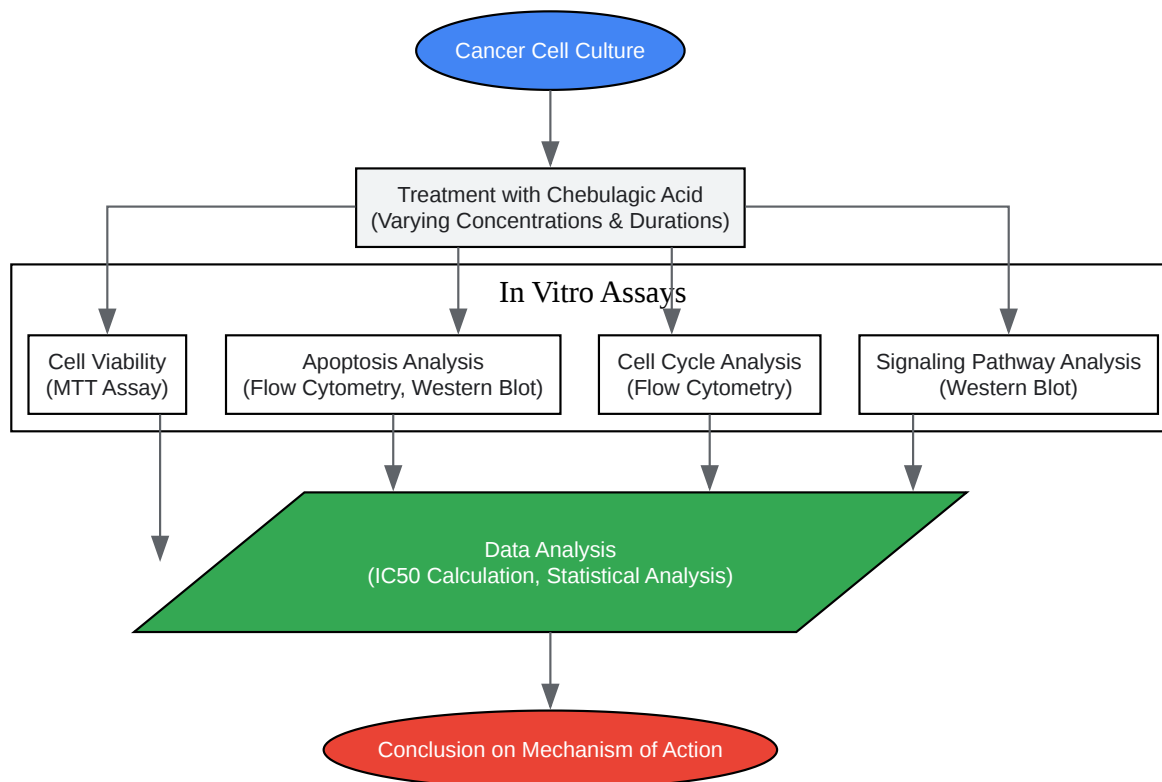 Cancer Cell Culture
Treatment with Chebulagic Acid
(Varying Concentrations & Durations)
In Vitro Assays
Cell Viability
(MTT Assay)
Apoptosis Analysis
(Flow Cytometry, Western Blot)
Cell Cycle Analysis
(Flow Cytometry)
Signaling Pathway Analysis
(Western Blot)
Data Analysis
(IC50 Calculation, Statistical Analysis)
Conclusion on Mechanism of Action